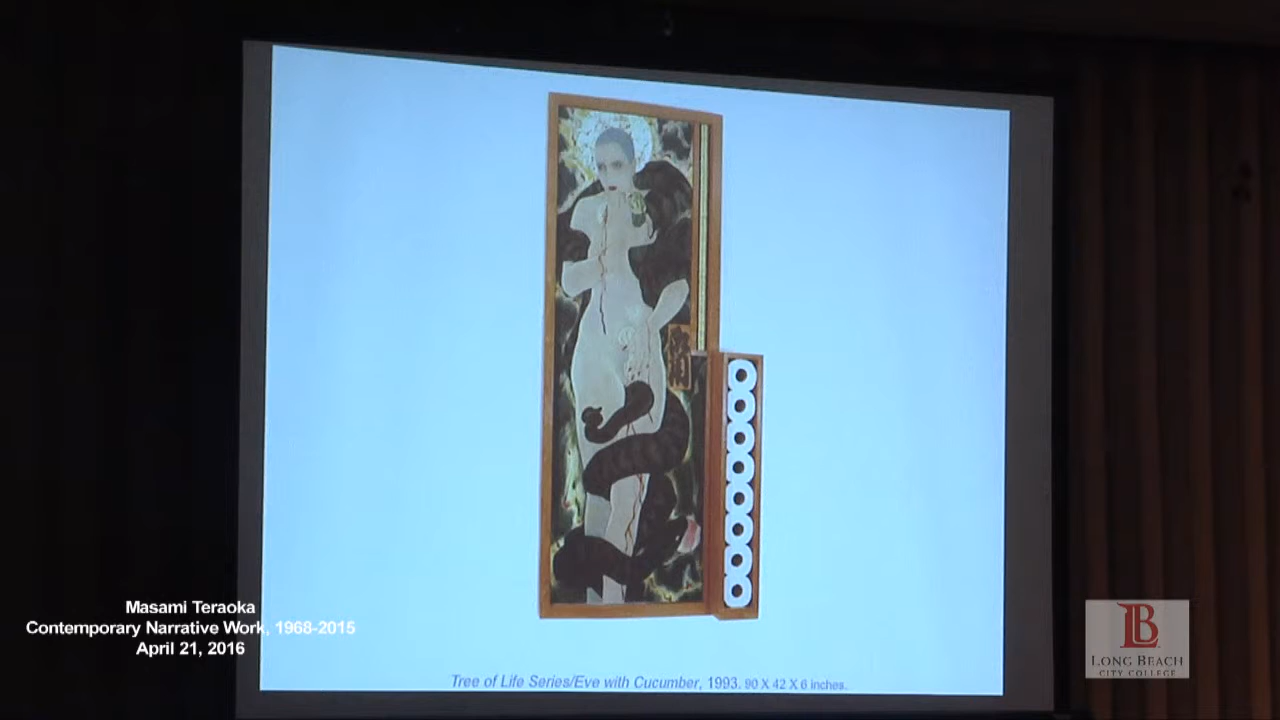 Masami Teraoka
Contemporary Narrative Work, 1968-2015
April 21, 2016
Tree of Life Series/Eve with Cucumber, 1993. 90 X 42 X 6 inches.
LB
LONG BEACH
CITY COLLEGE